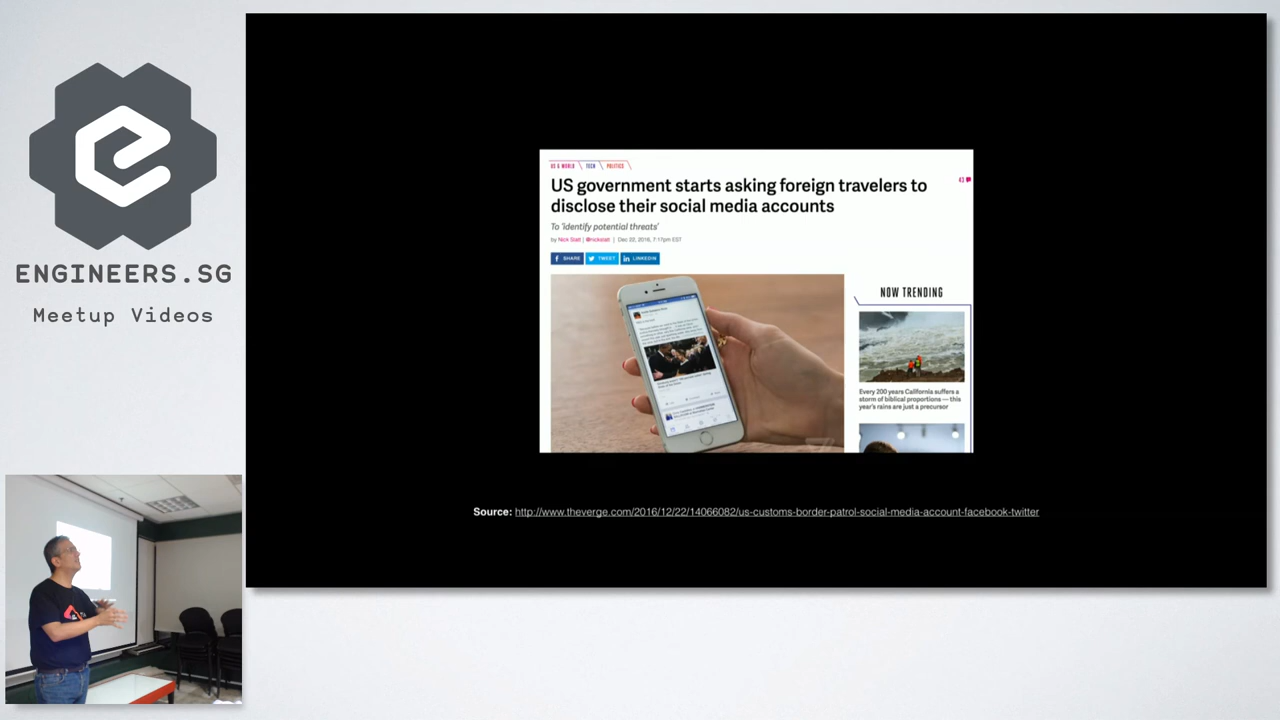 ENGINEERS.SG
Meetup Videos
US & WORLD TECH POLITICS
US government starts asking foreign travelers to
disclose their social media accounts
43
To 'identify potential threats'
by Nick Statt | @nickstatt | Dec 22, 2016, 7:17pm EST
SHARE TWEET LINKEDIN
NOW TRENDING
Every 200 years California suffers a
storm of biblical proportions — this
year's rains are just a precursor
Source: http://www.theverge.com/2016/12/22/14066082/us-customs-border-patrol-social-media-account-facebook-twitter